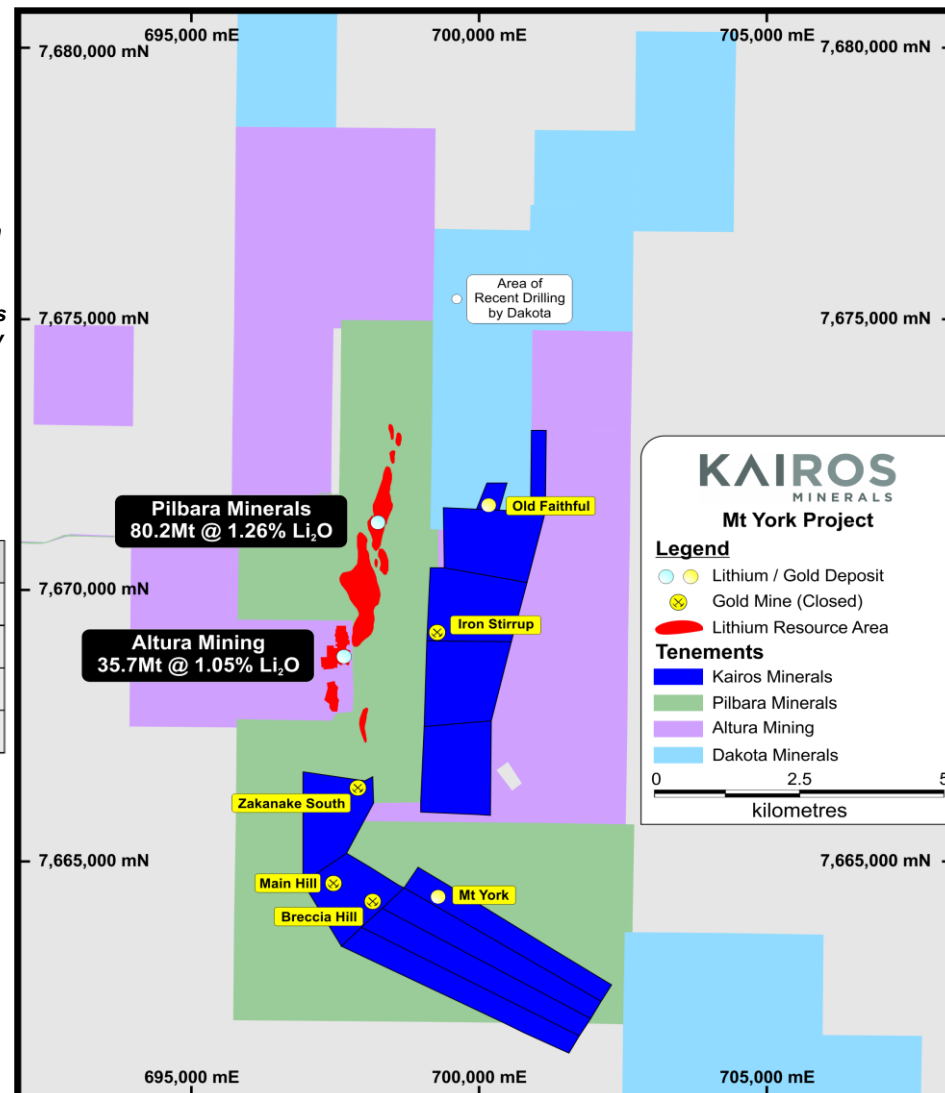 695,000 mE
700,000 mE
705,000 mE
7,680,000 mN
7,680,000 mN
s
y
Area of
Recent Drilling
by Dakota
7,675,000 mN
7,675,000 mN
KAIROS
MINERALS
Mt York Project
Legend
Lithium / Gold Deposit
Gold Mine (Closed)
Lithium Resource Area
Tenements
Kairos Minerals
Pilbara Minerals
Altura Mining
Dakota Minerals
0 2.5 5
kilometres
Pilbara Minerals
80.2Mt @ 1.26% Li₂O
Old Faithful
7,670,000 mN
Iron Stirrup
Altura Mining
35.7Mt @ 1.05% Li₂O
Zakanake South
7,665,000 mN
7,665,000 mN
Main Hill
Mt York
Breccia Hill
695,000 mE
700,000 mE
705,000 mE